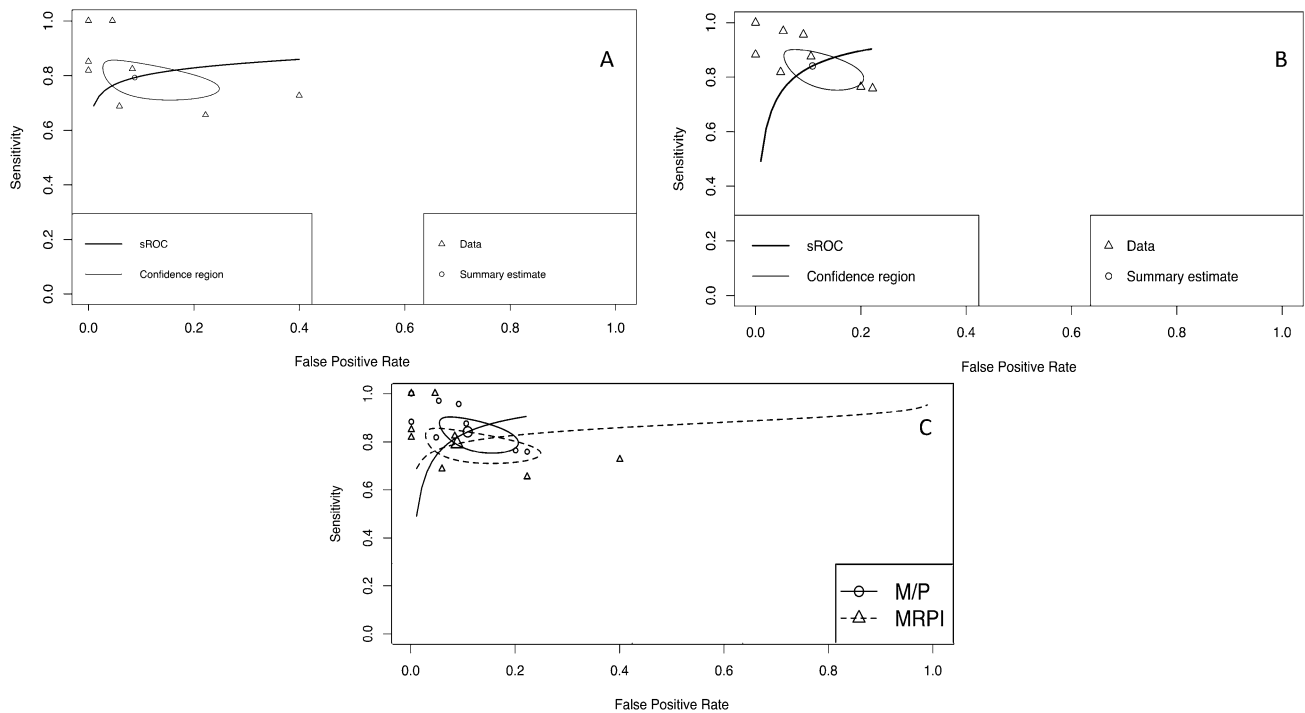 A
Sensitivity
0.0 0.2 0.4 0.6 0.8 1.0
sROC
Confidence region
Data
Summary estimate
0.0 0.2 0.4 0.6 0.8 1.0
False Positive Rate
B
Sensitivity
0.0 0.2 0.4 0.6 0.8 1.0
sROC
Confidence region
Data
Summary estimate
0.0 0.2 0.4 0.6 0.8 1.0
False Positive Rate
C
Sensitivity
0.0 0.2 0.4 0.6 0.8 1.0
M/P
MRPI
0.0 0.2 0.4 0.6 0.8 1.0
False Positive Rate